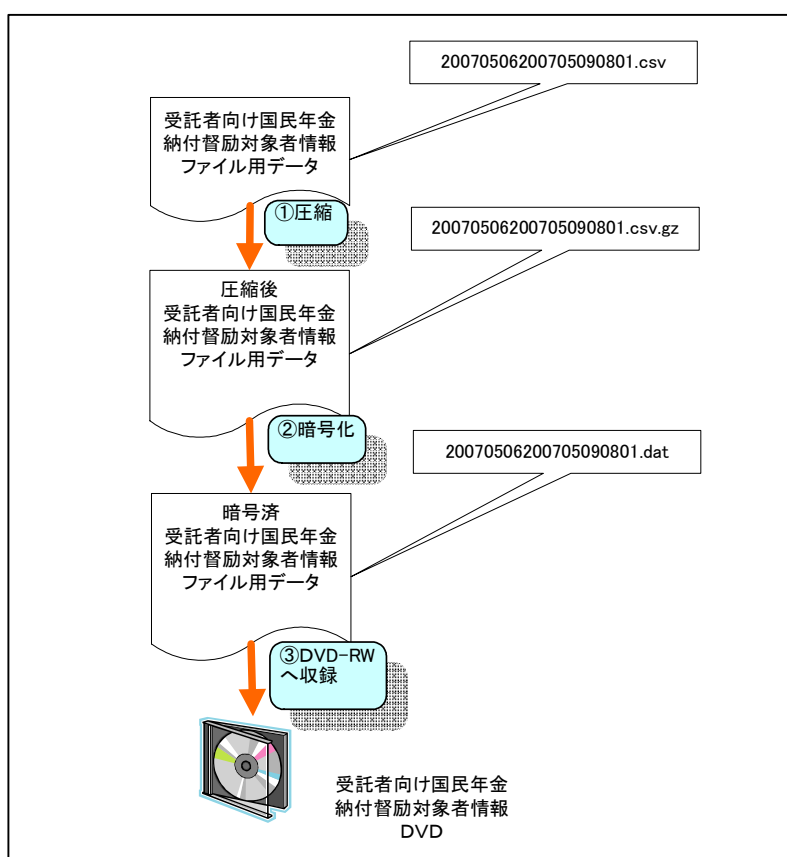 20070506200705090801.csv
受託者向け国民年金
納付督励対象者情報
ファイル用データ
①圧縮
20070506200705090801.csv.gz
圧縮後
受託者向け国民年金
納付督励対象者情報
ファイル用データ
②暗号化
20070506200705090801.dat
暗号済
受託者向け国民年金
納付督励対象者情報
ファイル用データ
③DVD-RW
へ収録
受託者向け国民年金
納付督励対象者情報
DVD